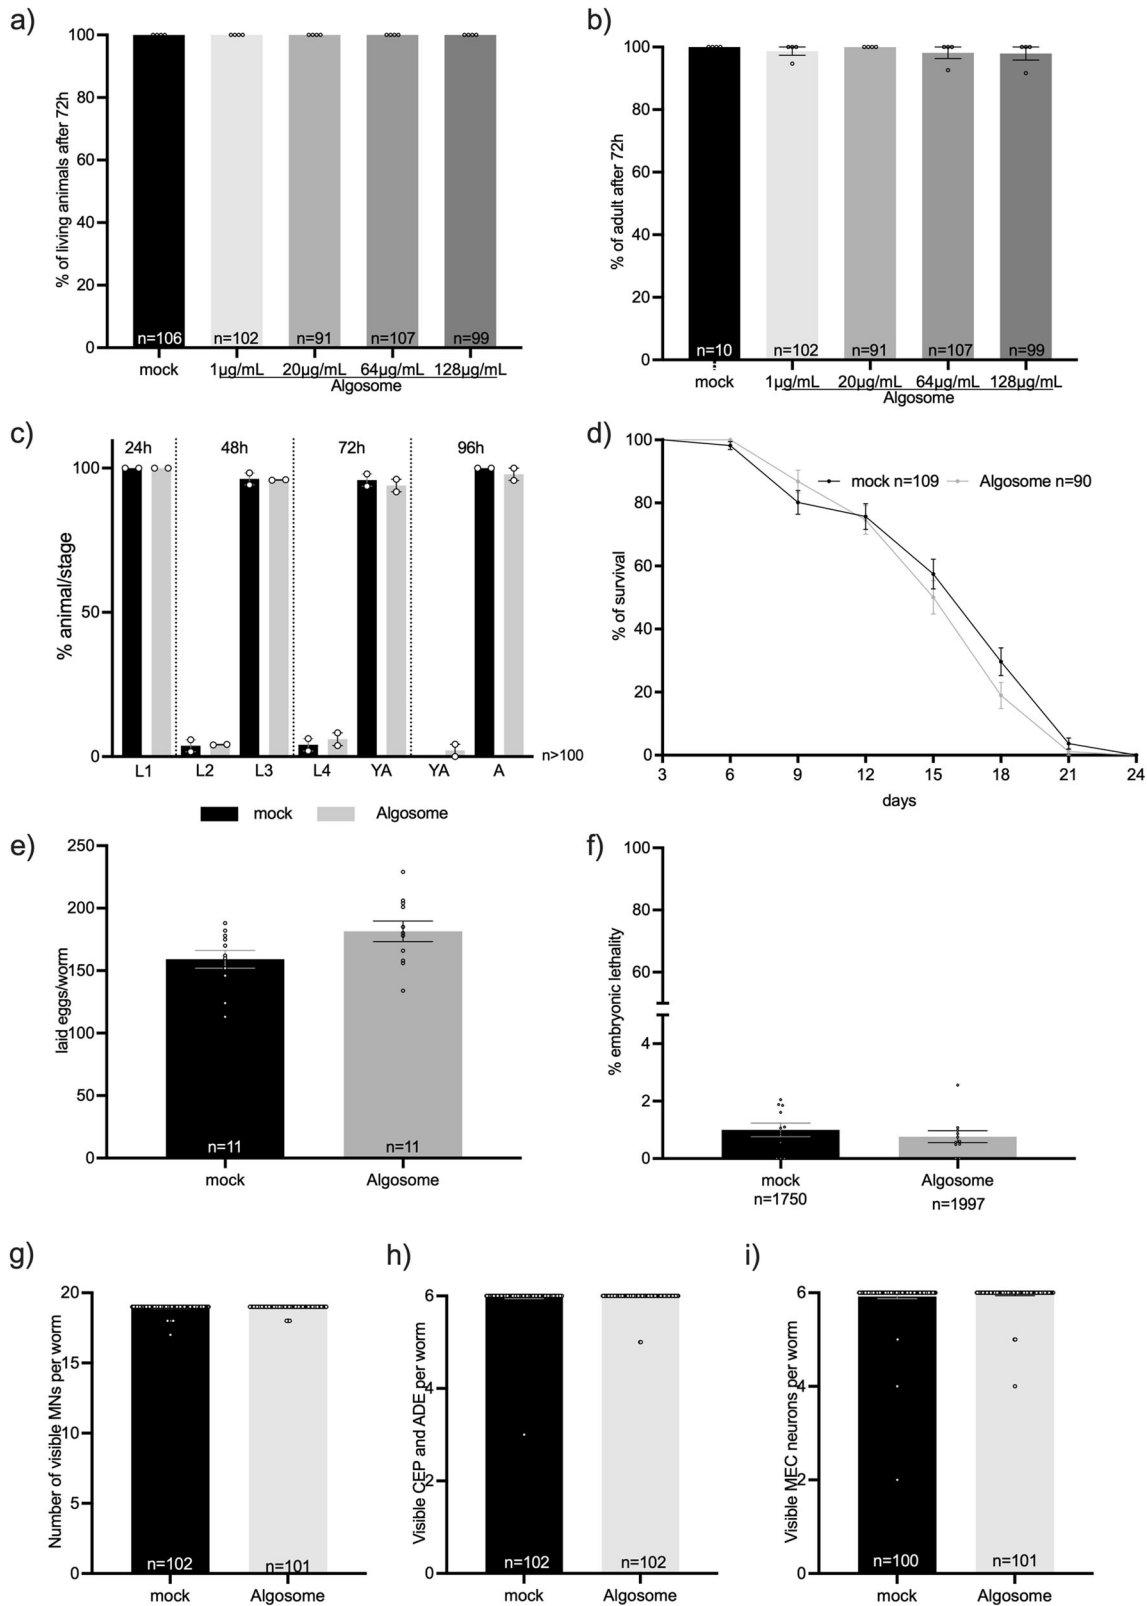 a)
% of living animals after 72h
100
80
60
40
20
0
n=106
n=102
n=91
n=107
n=99
mock
1µg/mL
20µg/mL
64µg/mL
128µg/mL
Algosome
b)
% of adult after 72h
100
80
60
40
20
0
n=10
n=102
n=91
n=107
n=99
mock
1µg/mL
20µg/mL
64µg/mL
128µg/mL
Algosome
c)
% animal/stage
24h
48h
72h
96h
100
50
0
L1
L2
L3
L4
YA
YA
A
n>100
mock
Algosome
d)
% of survival
100
80
60
40
20
0
mock n=109
Algosome n=90
3
6
9
12
15
18
21
24
days
e)
laid eggs/worm
250
200
150
100
50
0
n=11
n=11
mock
Algosome
f)
% embryonic lethality
100
80
60
4
2
0
mock
Algosome
n=1750
n=1997
g)
Number of visible MNs per worm
20
15
10
5
0
n=102
n=101
mock
Algosome
h)
Visible CEP and ADE per worm
6
4
2
0
n=102
n=102
mock
Algosome
i)
Visible MEC neurons per worm
6
4
2
0
n=100
n=101
mock
Algosome